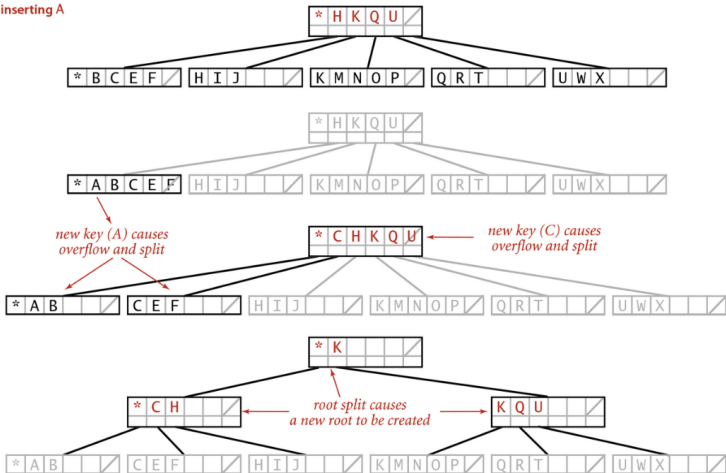 inserting A
* H K Q U
* B C E F H I J K M N O P Q R T U W X
* H K Q U
* A B C E F H I J K M N O P Q R T U W X
new key (A) causes
overflow and split
* C H K Q U
new key (C) causes
overflow and split
* A B C E F H I J K M N O P Q R T U W X
* K
* C H
root split causes
a new root to be created
K Q U
* A B C E F H I J K M N O P Q R T U W X